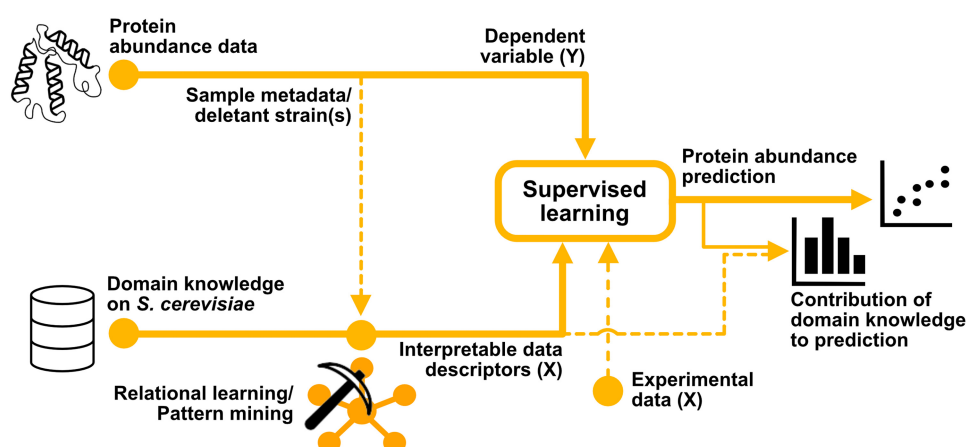 Protein
abundance data
Dependent
variable (Y)
Sample metadata/
deletant strain(s)
Supervised
learning
Protein abundance
prediction
Domain knowledge
on S. cerevisiae
Interpretable data
descriptors (X)
Contribution of
domain knowledge
to prediction
Relational learning/
Pattern mining
Experimental
data (X)